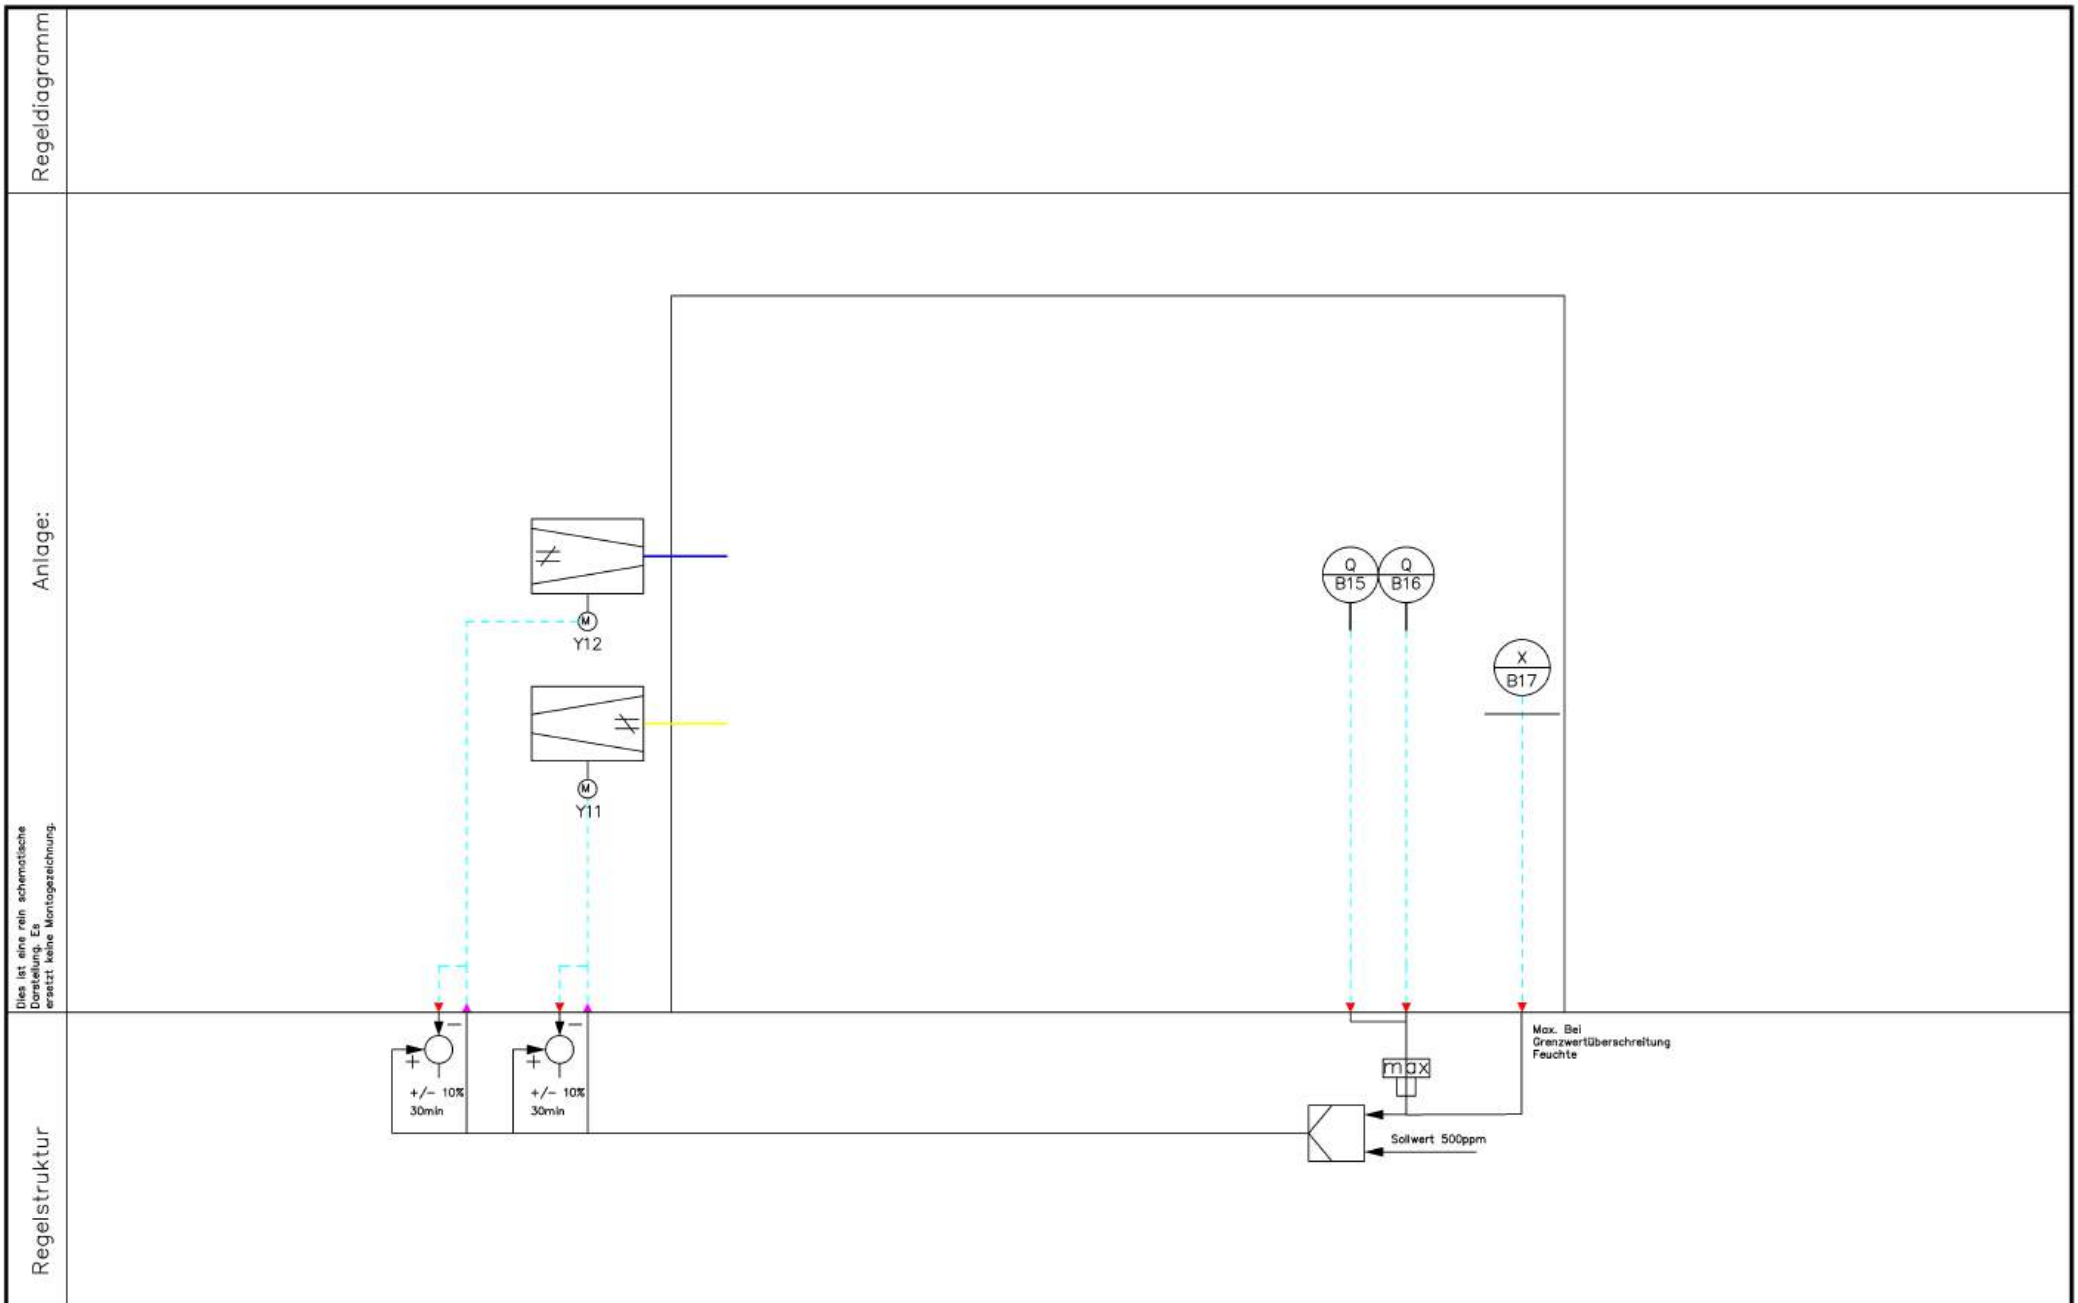 Regeldiagramm
Anlage:
Q
B15
Q
B16
M
Y12
X
B17
M
Y11
Dies ist eine rein schematische
Darstellung. Es
ersetzt keine Montagezeichnung.
Regelstruktur
−
+
+/− 10%
30min
−
+
+/− 10%
30min
max
Max. Bei
Grenzwertüberschreitung
Feuchte
Sollwert 500ppm